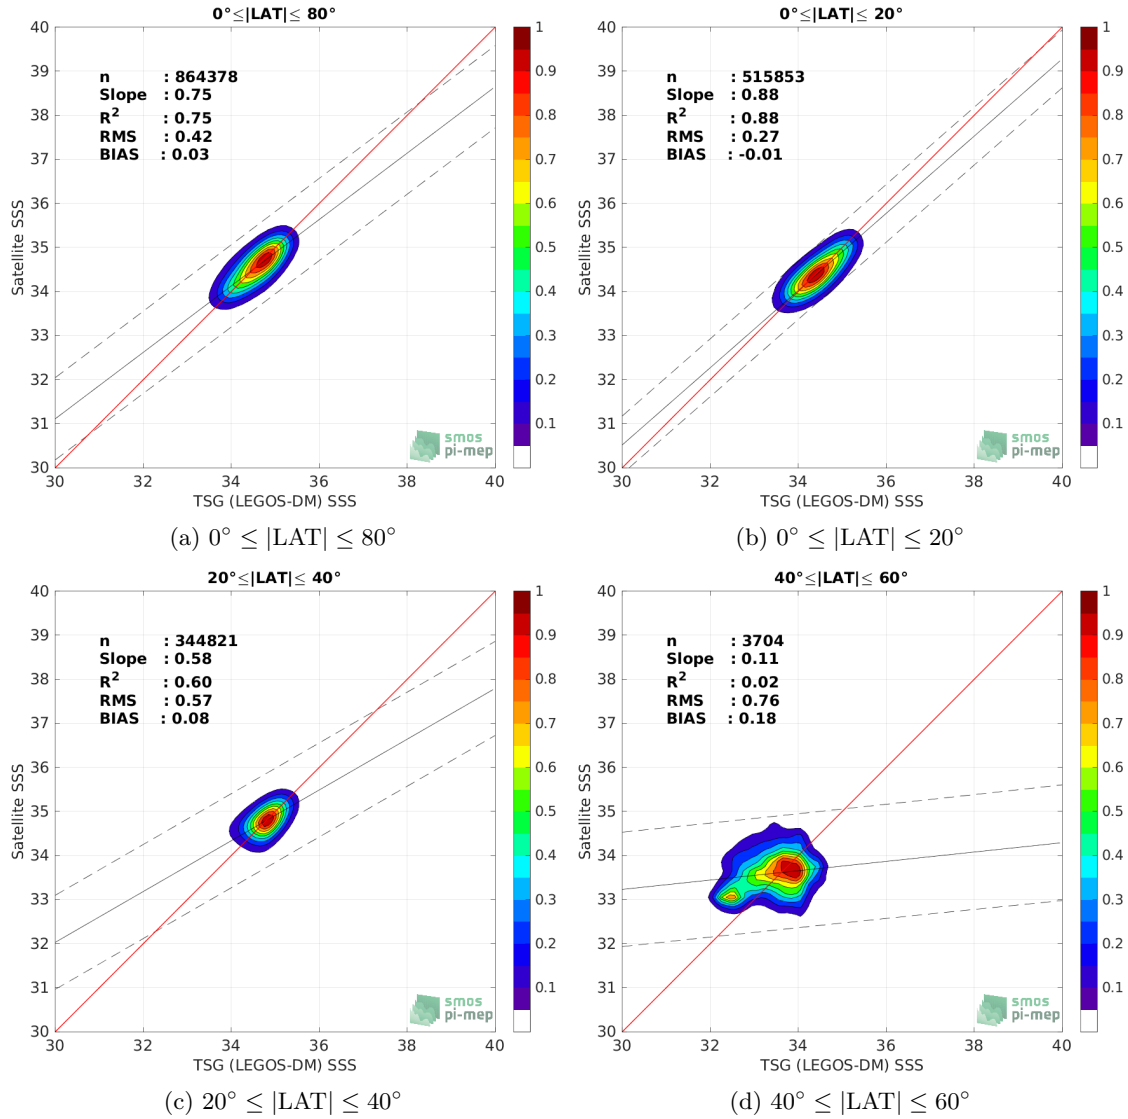 0°≤|LAT|≤ 80°
n : 864378
Slope : 0.75
R² : 0.75
RMS : 0.42
BIAS : 0.03
40
39
38
37
36
35
34
33
32
31
30
Satellite SSS
30 32 34 36 38 40
TSG (LEGOS-DM) SSS
1
0.9
0.8
0.7
0.6
0.5
0.4
0.3
0.2
0.1
smos
pi-mep
(a) 0° ≤ |LAT| ≤ 80°
0°≤|LAT|≤ 20°
n : 515853
Slope : 0.88
R² : 0.88
RMS : 0.27
BIAS : -0.01
40
39
38
37
36
35
34
33
32
31
30
Satellite SSS
30 32 34 36 38 40
TSG (LEGOS-DM) SSS
1
0.9
0.8
0.7
0.6
0.5
0.4
0.3
0.2
0.1
smos
pi-mep
(b) 0° ≤ |LAT| ≤ 20°
20°≤|LAT|≤ 40°
n : 344821
Slope : 0.58
R² : 0.60
RMS : 0.57
BIAS : 0.08
40
39
38
37
36
35
34
33
32
31
30
Satellite SSS
30 32 34 36 38 40
TSG (LEGOS-DM) SSS
1
0.9
0.8
0.7
0.6
0.5
0.4
0.3
0.2
0.1
smos
pi-mep
(c) 20° ≤ |LAT| ≤ 40°
40°≤|LAT|≤ 60°
n : 3704
Slope : 0.11
R² : 0.02
RMS : 0.76
BIAS : 0.18
40
39
38
37
36
35
34
33
32
31
30
Satellite SSS
30 32 34 36 38 40
TSG (LEGOS-DM) SSS
1
0.9
0.8
0.7
0.6
0.5
0.4
0.3
0.2
0.1
smos
pi-mep
(d) 40° ≤ |LAT| ≤ 60°